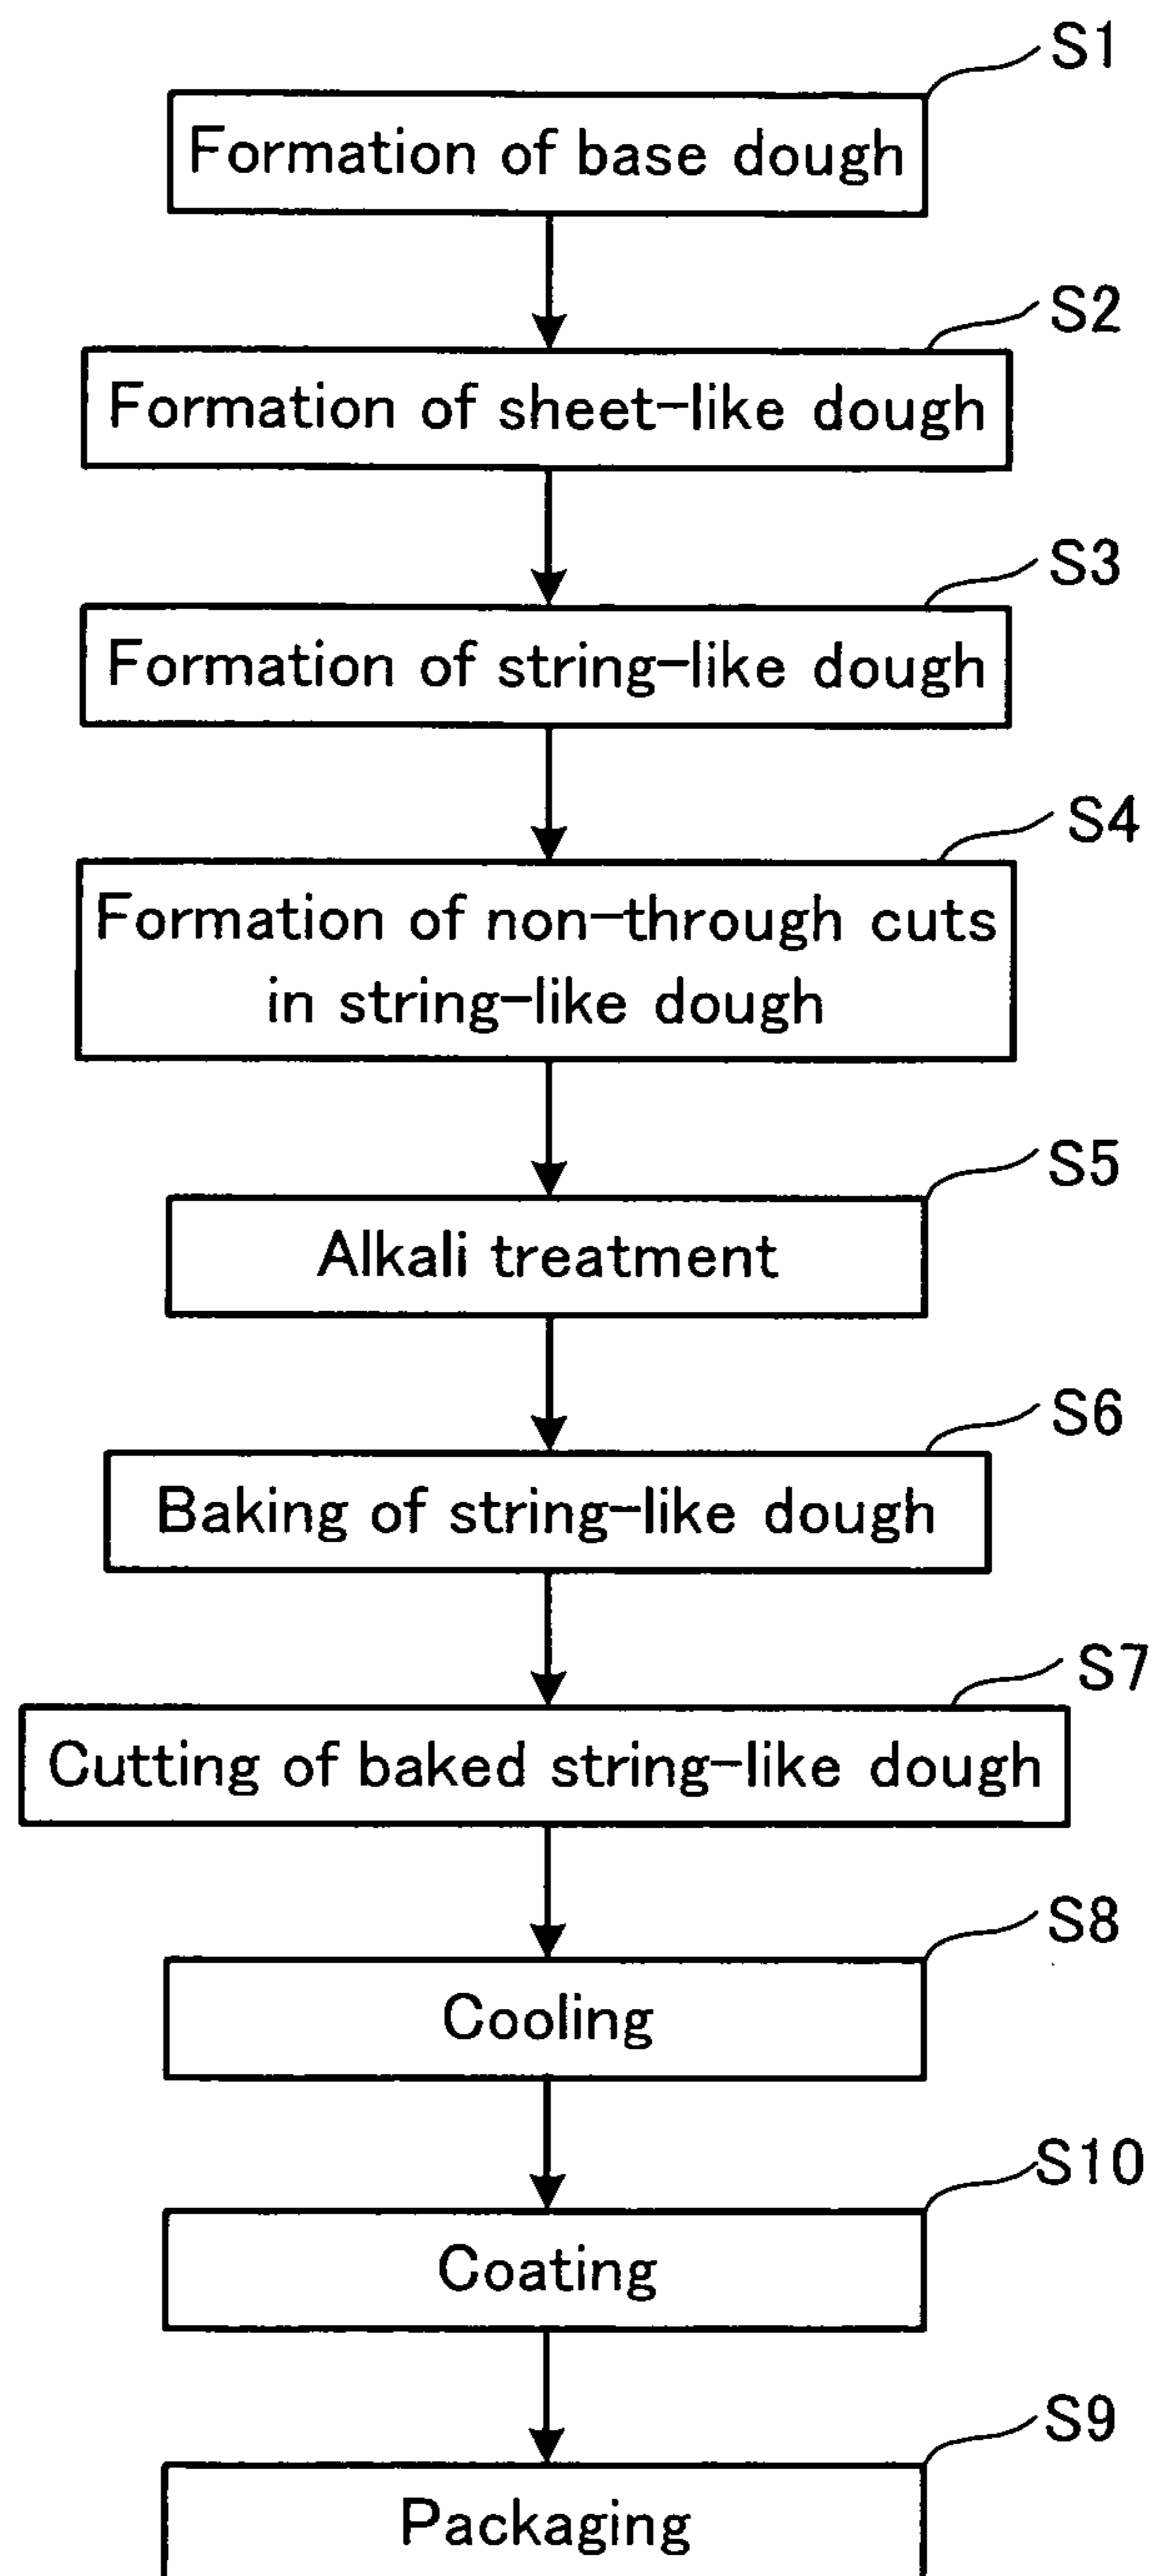 S1
Formation of base dough
S2
Formation of sheet-like dough
S3
Formation of string-like dough
S4
Formation of non-through cuts
in string-like dough
S5
Alkali treatment
S6
Baking of string-like dough
S7
Cutting of baked string-like dough
S8
Cooling
S10
Coating
S9
Packaging